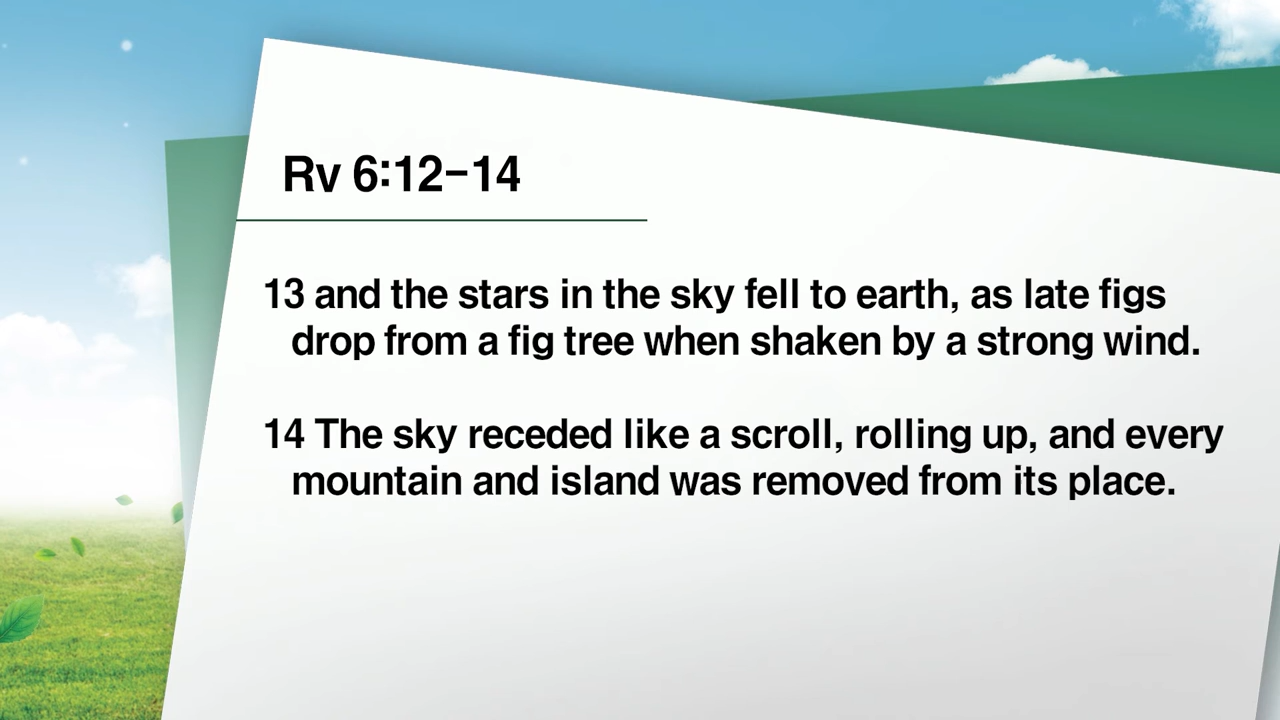 Rv 6:12–14
13 and the stars in the sky fell to earth, as late figs
drop from a fig tree when shaken by a strong wind.
14 The sky receded like a scroll, rolling up, and every
mountain and island was removed from its place.